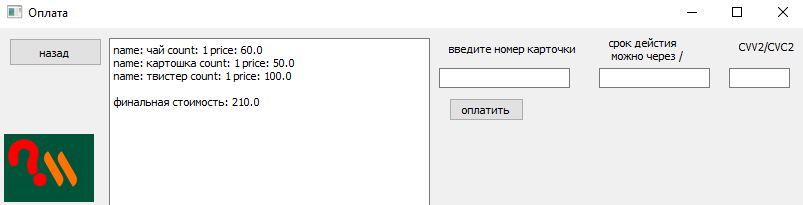 Оплата
назад
name: чай count: 1 price: 60.0
name: картошка count: 1 price: 50.0
name: твистер count: 1 price: 100.0
финальная стоимость: 210.0
введите номер карточки
срок дейстия
можно через /
CVV2/CVC2
оплатить